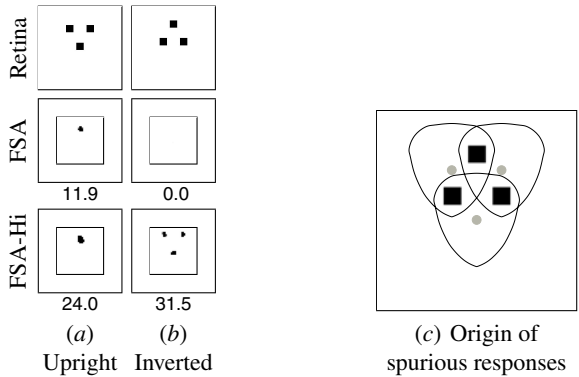 Retina
FSA
11.9 0.0
FSA-Hi
24.0 31.5
(a) (b) (c) Origin of
Upright Inverted spurious responses